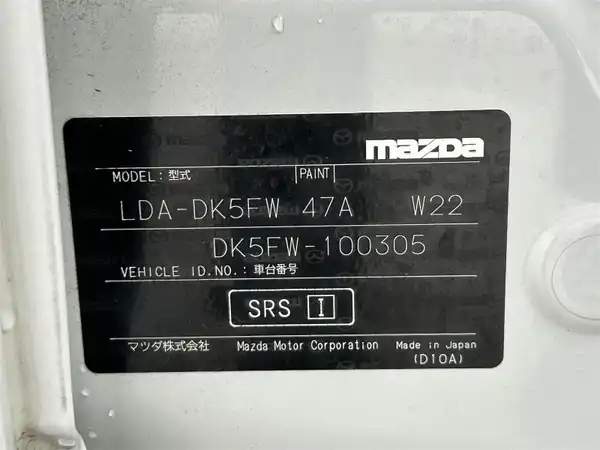 mazDa
MODEL: 型式 PAINT
LDA-DK5FW 47A W22
DK5FW-100305
VEHICLE ID.NO.: 車台番号
SRS I
マツダ株式会社 Mazda Motor Corporation Made in Japan
(D10A)